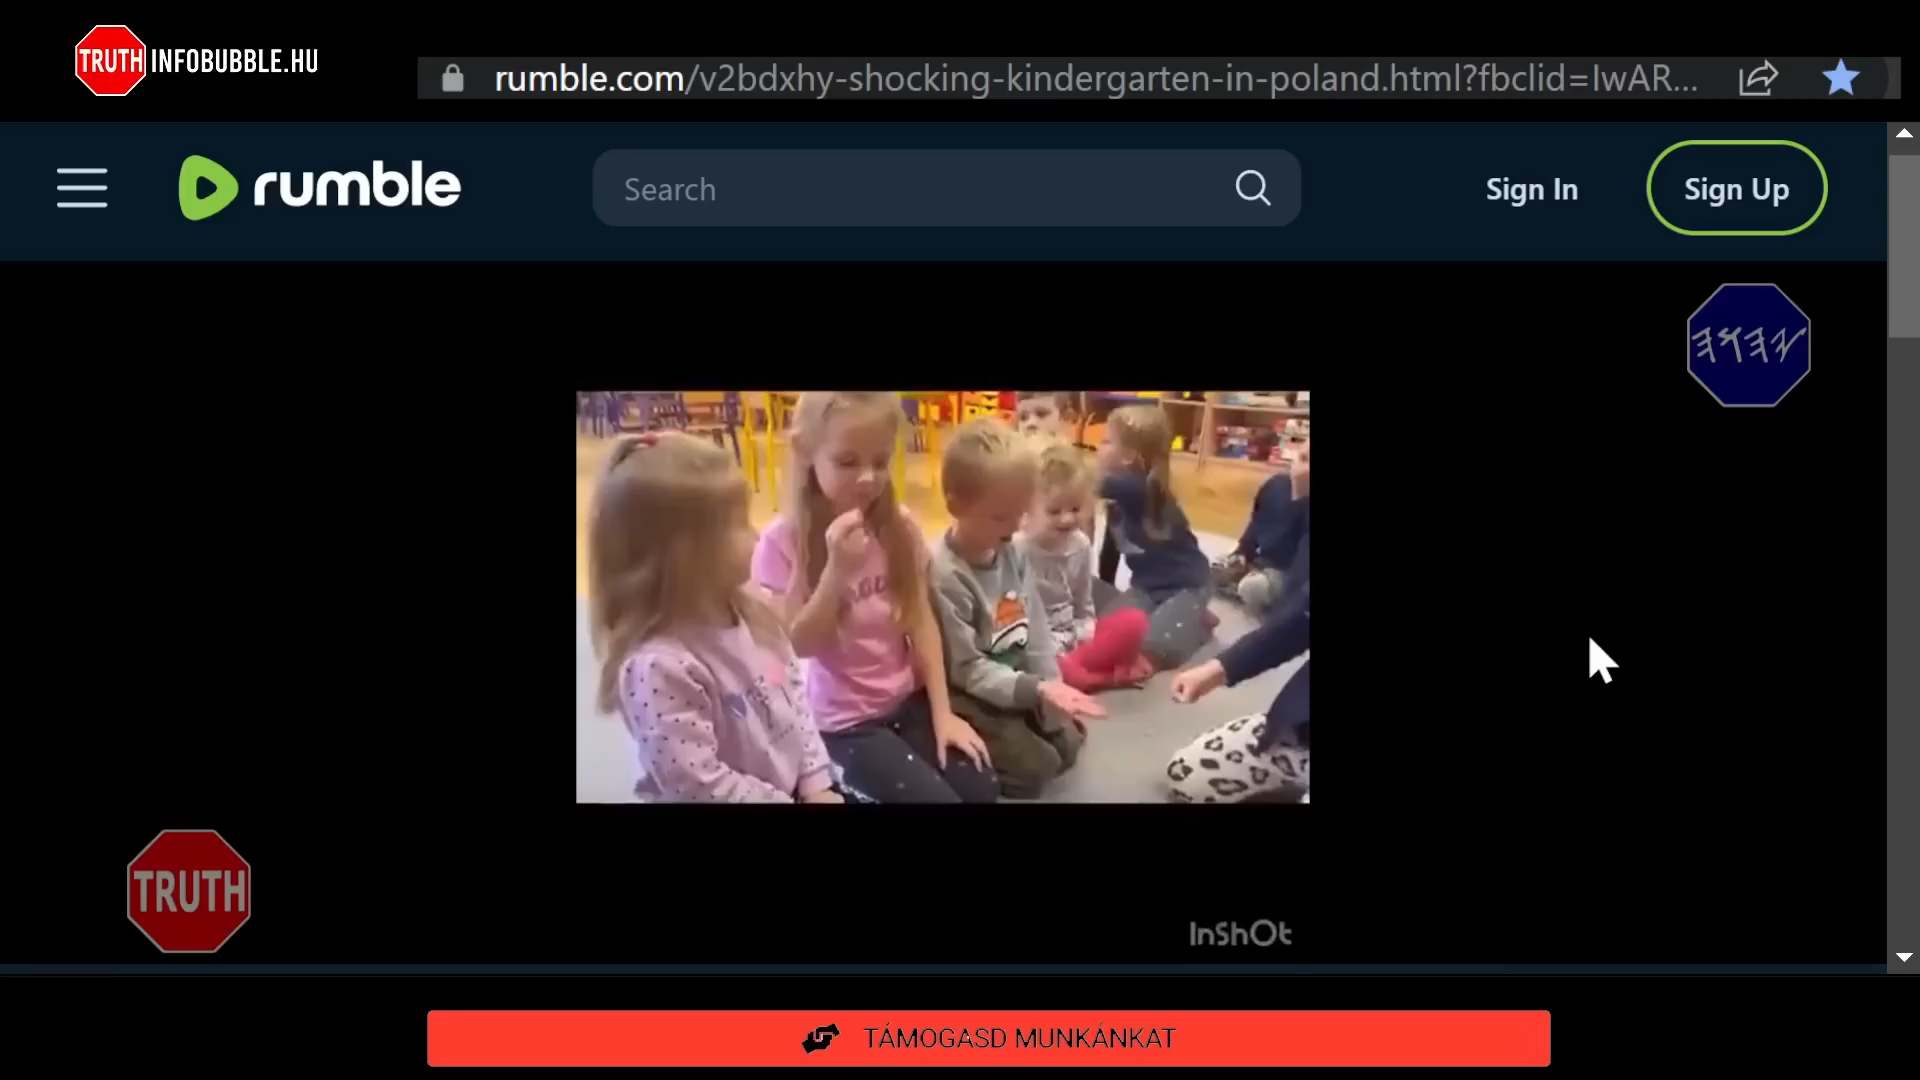 TRUTH INFOBUBBLE.HU
rumble.com/v2bdxhy-shocking-kindergarten-in-poland.html?fbclid=IwAR...
rumble
Search
Sign In
Sign Up
𐤉𐤄𐤅𐤄
TRUTH
InShOt
TÁMOGASD MUNKÁNKAT